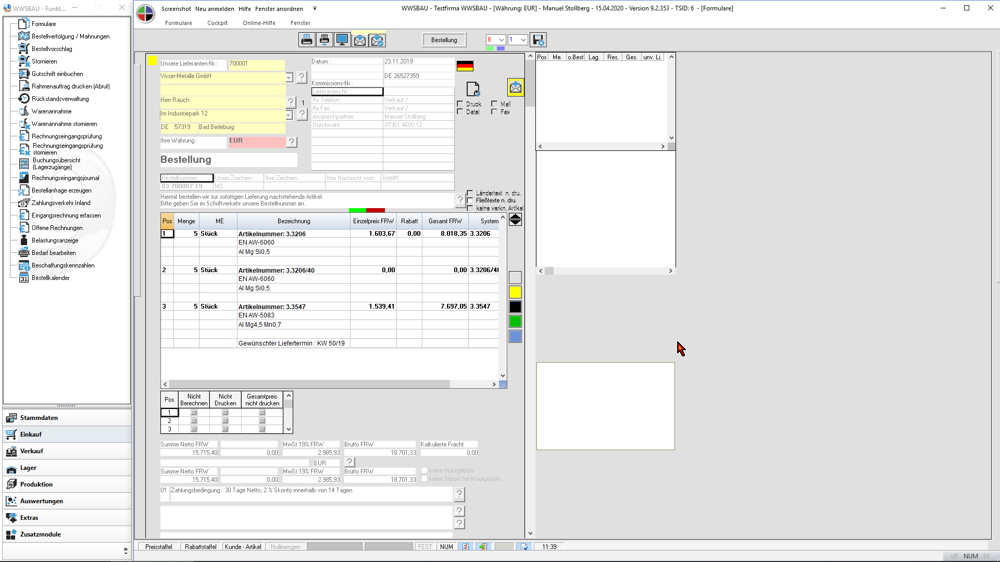 WWSBAU - Funkt...
Formulare
Bestellverfolgung / Mahnungen
Bestellvorschlag
Stornieren
Gutschrift einbuchen
Rahmenauftrag drucken (Abruf)
Rückstandsverwaltung
Warenannahme
Warenannahme stornieren
Rechnungseingangsprüfung
Rechnungseingangsprüfung
stornieren
Buchungsübersicht
(Lagerzugänge)
Rechnungseingangsjournal
Bestellanfrage erzeugen
Zahlungsverkehr Inland
Eingangsrechnung erfassen
Offene Rechnungen
Belastungsanzeige
Bedarf bearbeiten
Beschaffungskennzahlen
31 Bestellkalender
Stammdaten
Einkauf
Verkauf
Lager
Produktion
Auswertungen
Extras
Zusatzmodule
Screenshot Neu anmelden Hilfe Fenster anordnen
WWSBAU - Testfirma WWSBAU - [Währung: EUR] - Manuel Stollberg - 15.04.2020 - Version 9.2.353 - TSID: 6 - [Formulare]
Formulare Cockpit Online-Hilfe Fenster
Bestellung 8 1
Unsere Lieferanten-Nr.: 700001
Visser-Metalle GmbH ?
Herr Rauch ? 1
Im Industriepark 12 ?
DE 57319 Bad Berleburg
Ihre Währung : EUR ?
Bestellung
Datum : 23.11.2019
DE 26527359
Kommissions-Nr.:
Lieferanten-Nr.:
Ihr Telefon: Verkauf /
Ihr Fax: Verkauf /
Ansprechpartner: Manuel Stollberg
Durchwahl: 07361 4600 12
Druck Mail
Datei Fax
Bestellnummer: Unser Zeichen: Ihre Zeichen: Ihre Nachricht vom: Betrifft:
03 700007 19 MS
Hiermit bestellen wir zur sofortigen Lieferung nachstehende Artikel.
Bitte geben Sie im Schriftverkehr unsere Bestellnummer an.
?
Ländertext n. dru.
Fließtexte n. dru.
keine verkn. Artikel
Pos Menge ME Bezeichnung Einzelpreis FRW Rabatt Gesamt FRW System
1 5 Stück Artikelnummer: 3.3206 1.603,67 0,00 8.018,35 3.3206
EN AW-6060
Al Mg Si0,5
2 5 Stück Artikelnummer: 3.3206/40 0,00 0,00 3.3206/40
EN AW-6060
Al Mg Si0,5
3 5 Stück Artikelnummer: 3.3547 1.539,41 7.697,05 3.3547
EN AW-5083
Al Mg4,5 Mn0,7
Gewünschter Liefertermin : KW 50/19
Pos Nicht Berechnen Nicht Drucken Gesamtpreis nicht drucken
1
2
3
Summe Netto FRW MwSt 19% FRW Brutto FRW Kalkulierte Fracht
15.715,40 0,00 2.985,93 18.701,33 0,00
EUR ?
Summe Netto FRW MwSt 19% FRW Brutto FRW
15.715,40 0,00 2.985,93 18.701,33
keine Mautgebühr
keine Steuer bei Mautgebühr
01 Zahlungsbedingung : 30 Tage Netto, 2 % Skonto innerhalb von 14 Tagen ?
?
?
Pos Me. o.Best Lag. Res. Ges. unv. Li.
Preisstaffel Rabattstaffel Kunde - Artikel Nullmengen FEST NUM 11:39
UF NUM RF